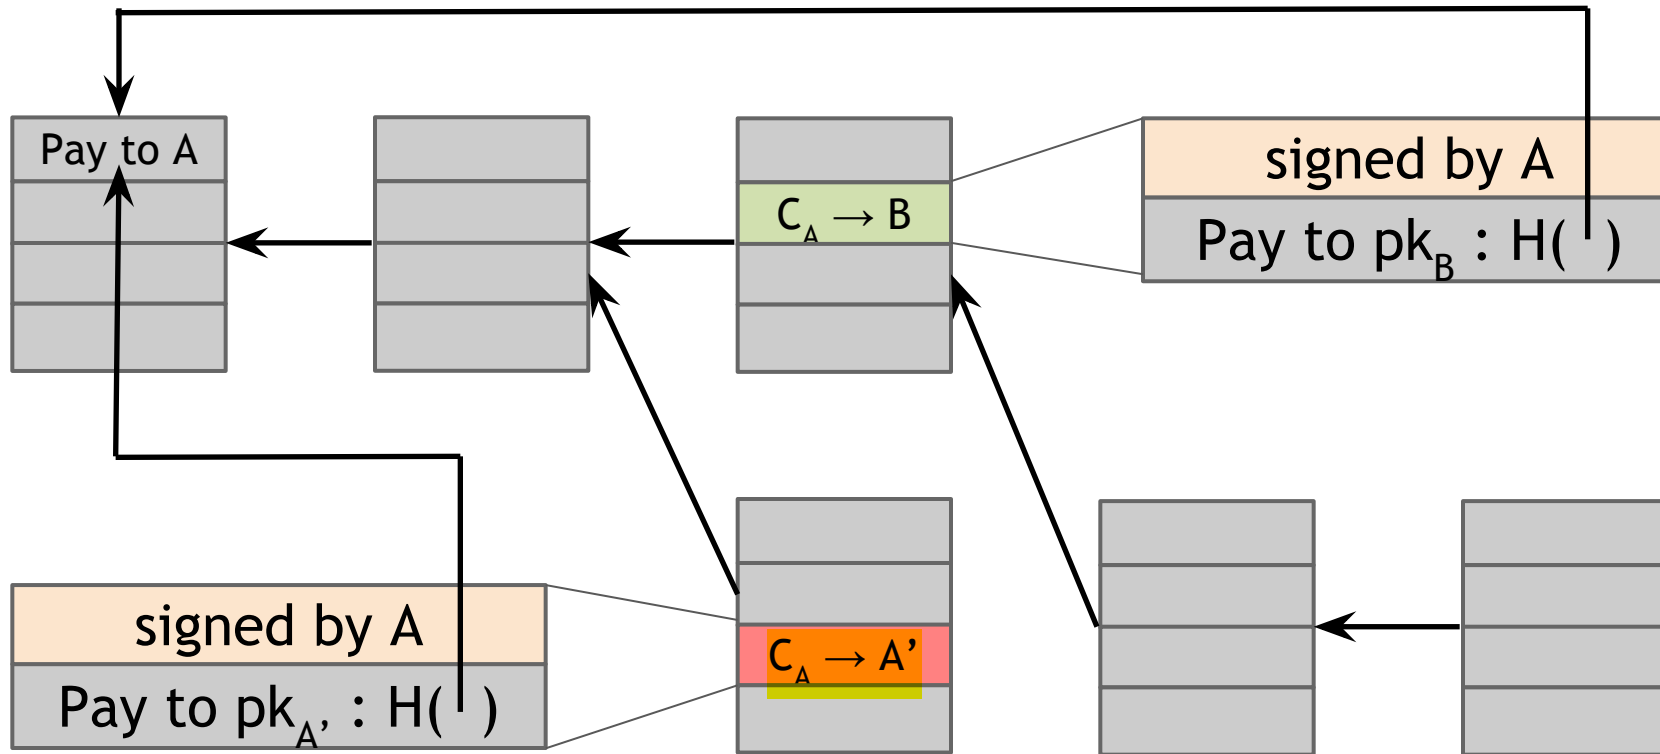 Pay to A
C_A → B
signed by A
Pay to pk_B : H( )
signed by A
Pay to pk_A’ : H( )
C_A → A’